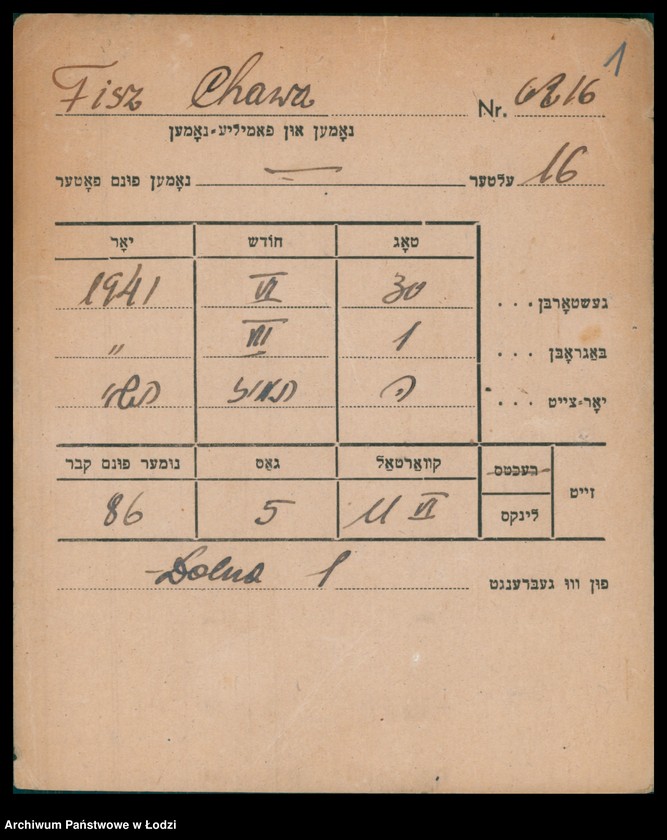 1
Fisz Chawa Nr. 6216
נאָמען און פאַמיליע-נאָמען
נאָמען פונם פאָטער — עלטער 16
טאָג חודש יאָר
געשטאָרבן . . . 30 VI 1941
באַגראָבן . . . 1 VII "
יאָר-צייט . . . ה' תמוז תש"י
זייט רעכטס קוואַרטאַל גאַס נומער פונם קבר
לינקס U VI 5 86
פון וווּ געברענגט Dolna 1
Archiwum Państwowe w Łodzi